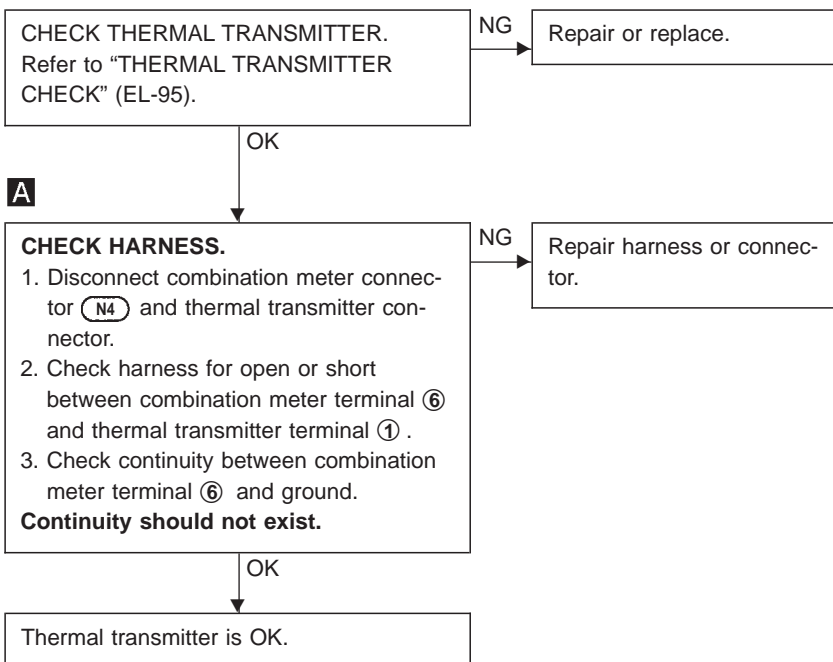 CHECK THERMAL TRANSMITTER.
Refer to “THERMAL TRANSMITTER
CHECK” (EL-95).
NG
Repair or replace.
OK
A
CHECK HARNESS.
1. Disconnect combination meter connec-
tor N4 and thermal transmitter con-
nector.
2. Check harness for open or short
between combination meter terminal ⑥
and thermal transmitter terminal ① .
3. Check continuity between combination
meter terminal ⑥ and ground.
Continuity should not exist.
NG
Repair harness or connec-
tor.
OK
Thermal transmitter is OK.